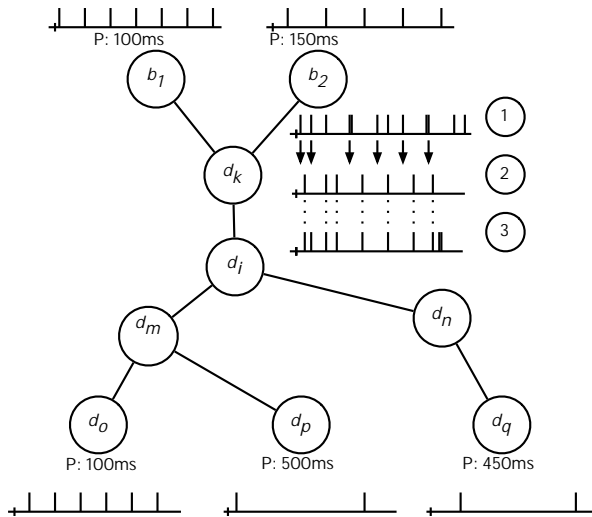 P: 100ms
P: 150ms
b1
b2
1
dk
2
3
di
dm
dn
do
dp
dq
P: 100ms
P: 500ms
P: 450ms